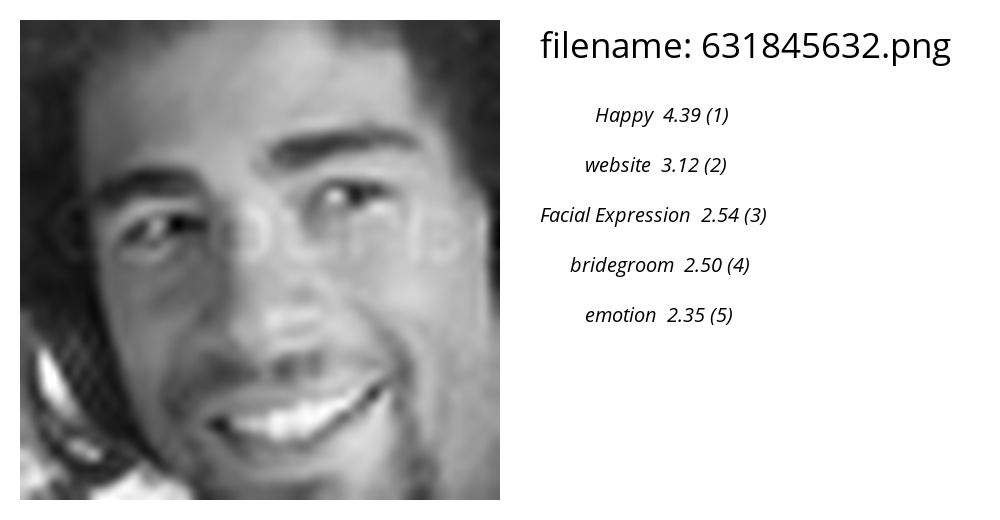 filename: 631845632.png
Happy 4.39 (1)
website 3.12 (2)
Facial Expression 2.54 (3)
bridegroom 2.50 (4)
emotion 2.35 (5)